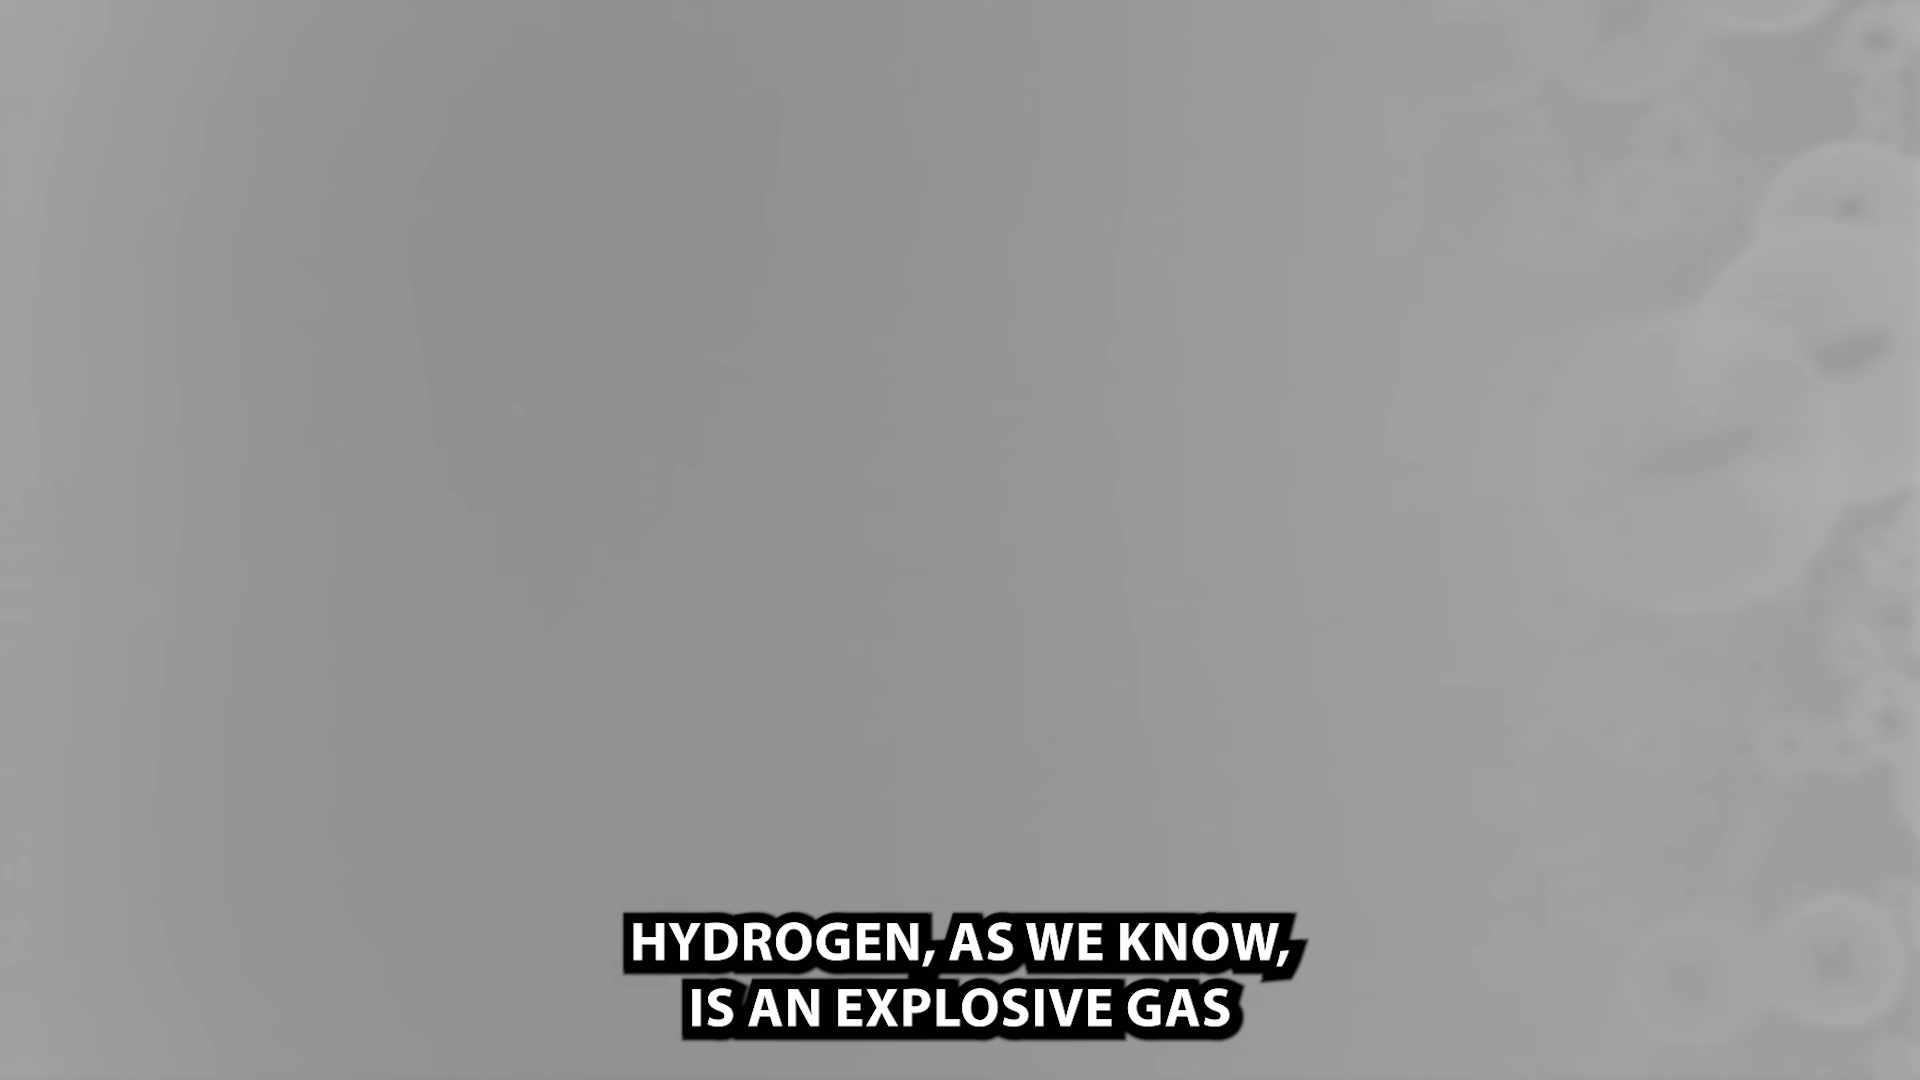 HYDROGEN, AS WE KNOW,
IS AN EXPLOSIVE GAS